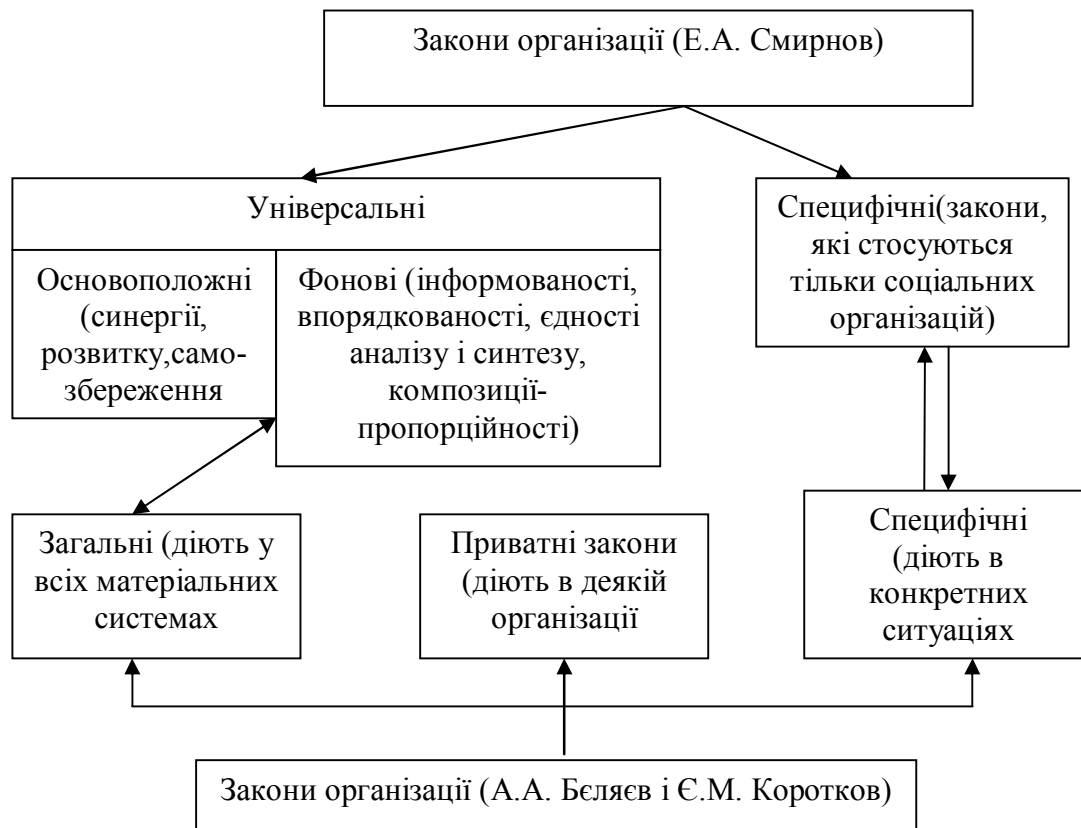 Закони організації (Е.А. Смирнов)
Універсальні
Основоположні
(синергії,
розвитку,само-
збереження
Фонові (інформованості,
впорядкованості, єдності
аналізу і синтезу,
композиції-
пропорційності)
Специфічні(закони,
які стосуються
тільки соціальних
організацій)
Загальні (діють у
всіх матеріальних
системах
Приватні закони
(діють в деякій
організації
Специфічні
(діють в
конкретних
ситуаціях
Закони організації (А.А. Бєляєв і Є.М. Коротков)